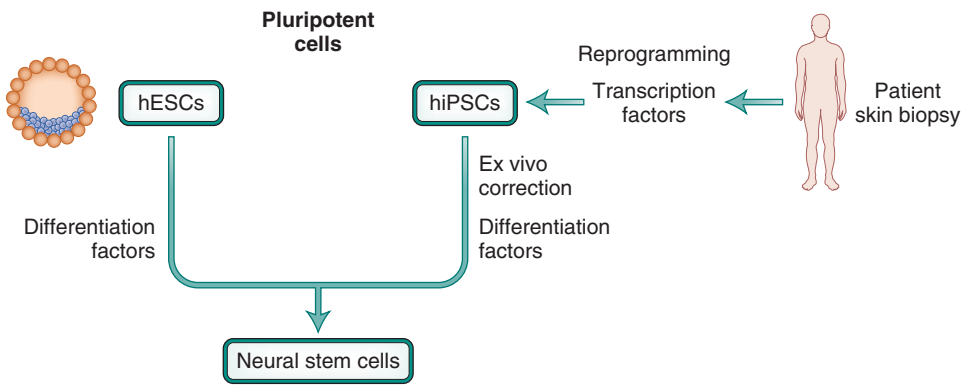 Pluripotent
cells
hESCs
hiPSCs
Reprogramming
Transcription
factors
Patient
skin biopsy
Ex vivo
correction
Differentiation
factors
Differentiation
factors
Neural stem cells